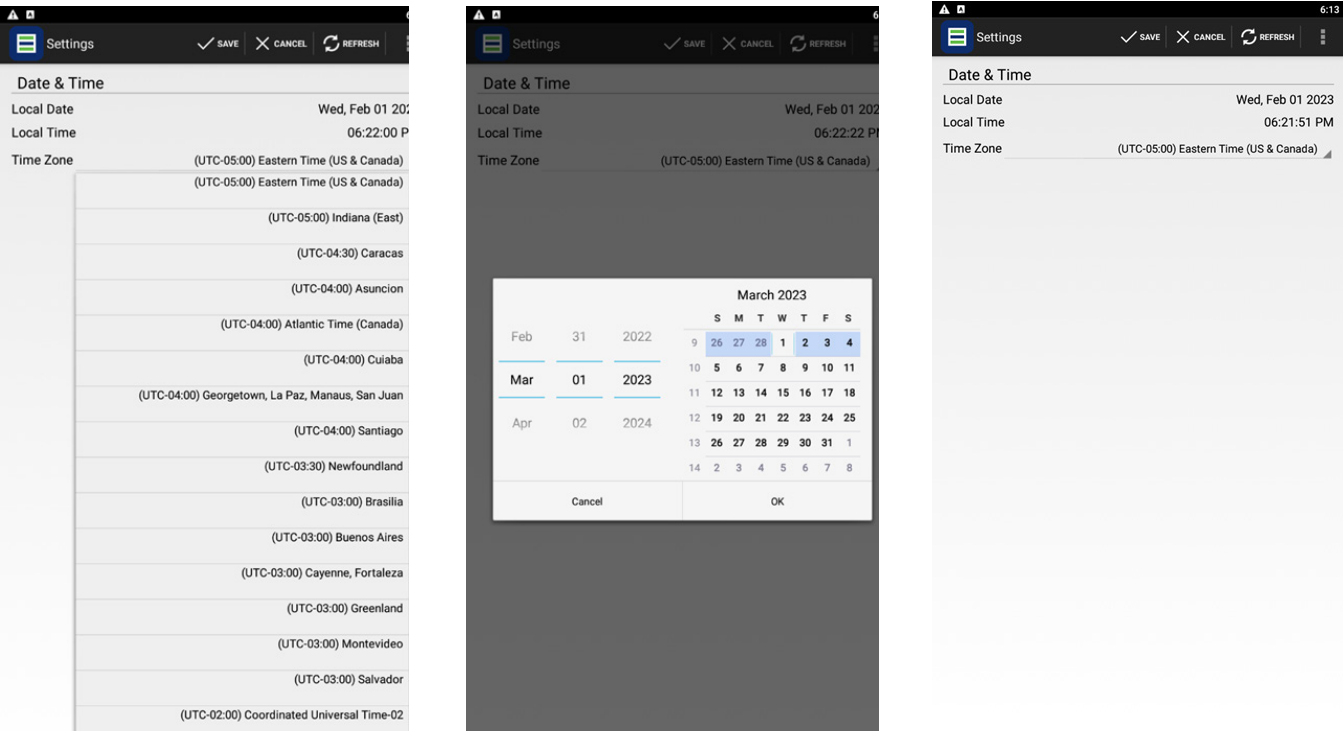 Settings SAVE CANCEL REFRESH
Date & Time
Local Date Wed, Feb 01 202
Local Time 06:22:00 P
Time Zone (UTC-05:00) Eastern Time (US & Canada)
(UTC-05:00) Eastern Time (US & Canada)
(UTC-05:00) Indiana (East)
(UTC-04:30) Caracas
(UTC-04:00) Asuncion
(UTC-04:00) Atlantic Time (Canada)
(UTC-04:00) Cuiaba
(UTC-04:00) Georgetown, La Paz, Manaus, San Juan
(UTC-04:00) Santiago
(UTC-03:30) Newfoundland
(UTC-03:00) Brasilia
(UTC-03:00) Buenos Aires
(UTC-03:00) Cayenne, Fortaleza
(UTC-03:00) Greenland
(UTC-03:00) Montevideo
(UTC-03:00) Salvador
(UTC-02:00) Coordinated Universal Time-02
6
Settings SAVE CANCEL REFRESH
Date & Time
Local Date Wed, Feb 01 202
Local Time 06:22:22 P
Time Zone (UTC-05:00) Eastern Time (US & Canada)
Feb 31 2022
Mar 01 2023
Apr 02 2024
March 2023
S M T W T F S
9 26 27 28 1 2 3 4
10 5 6 7 8 9 10 11
11 12 13 14 15 16 17 18
12 19 20 21 22 23 24 25
13 26 27 28 29 30 31 1
14 2 3 4 5 6 7 8
Cancel OK
6:13
Settings SAVE CANCEL REFRESH
Date & Time
Local Date Wed, Feb 01 2023
Local Time 06:21:51 PM
Time Zone (UTC-05:00) Eastern Time (US & Canada)